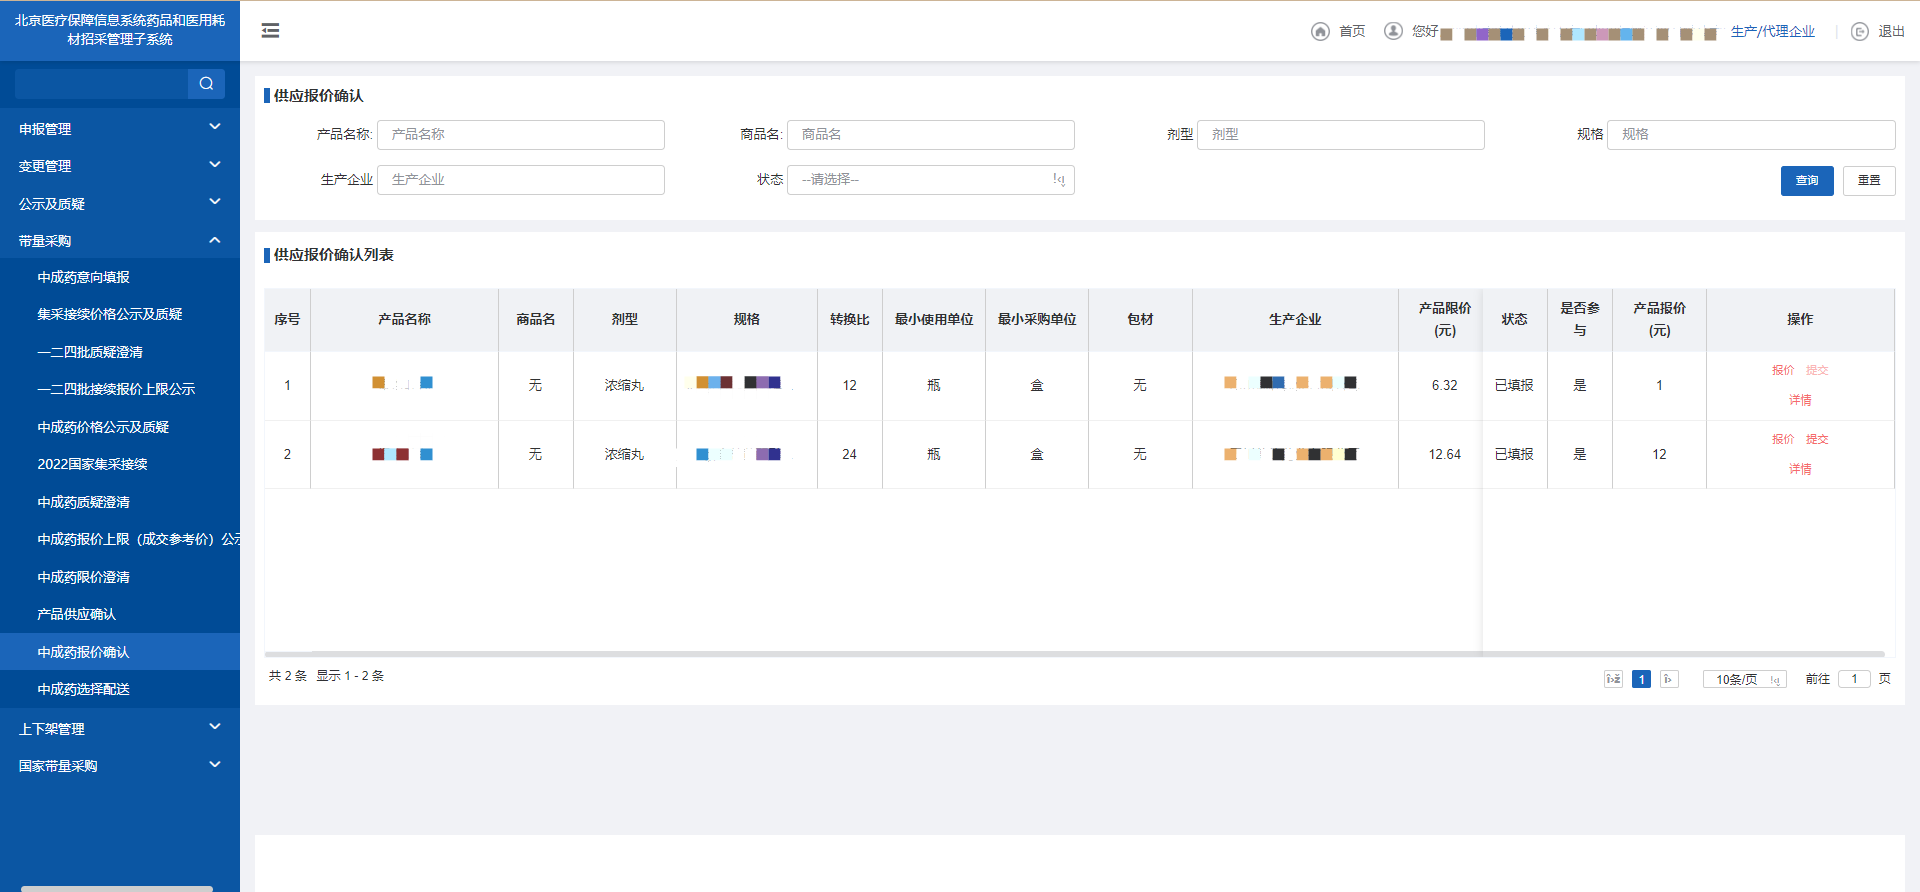 北京医疗保障信息系统药品和医用耗
材招采管理子系统
首页
您好
生产/代理企业
退出
申报管理
变更管理
公示及质疑
带量采购
中成药意向填报
集采接续价格公示及质疑
一二四批质疑澄清
一二四批接续报价上限公示
中成药价格公示及质疑
2022国家集采接续
中成药质疑澄清
中成药报价上限（成交参考价）公示
中成药限价澄清
产品供应确认
中成药报价确认
中成药选择配送
上下架管理
国家带量采购
供应报价确认
产品名称: 产品名称 商品名: 商品名 剂型 剂型 规格 规格
生产企业 生产企业 状态 --请选择-- 查询 重置
供应报价确认列表
序号 产品名称 商品名 剂型 规格 转换比 最小使用单位 最小采购单位 包材 生产企业 产品限价(元) 状态 是否参与 产品报价(元) 操作
1 无 浓缩丸 12 瓶 盒 无 6.32 已填报 是 1 报价 提交
详情
2 无 浓缩丸 24 瓶 盒 无 12.64 已填报 是 12 报价 提交
详情
共 2 条 显示 1 - 2 条 1 10条/页 前往 1 页